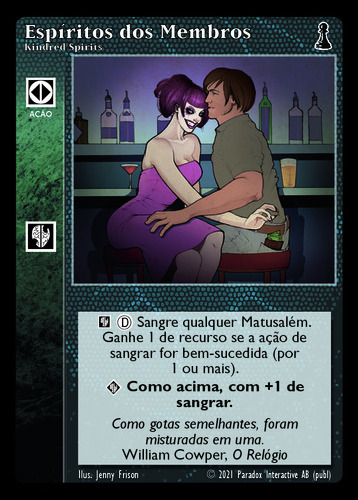 Espíritos dos Membros
Kindred Spirits
AÇÃO
D Sangre qualquer Matusalém.
Ganhe 1 de recurso se a ação de
sangrar for bem-sucedida (por
1 ou mais).
Como acima, com +1 de
sangrar.
Como gotas semelhantes, foram
misturadas em uma.
William Cowper, O Relógio
Ilus: Jenny Frison
© 2021 Paradox Interactive AB (publ)